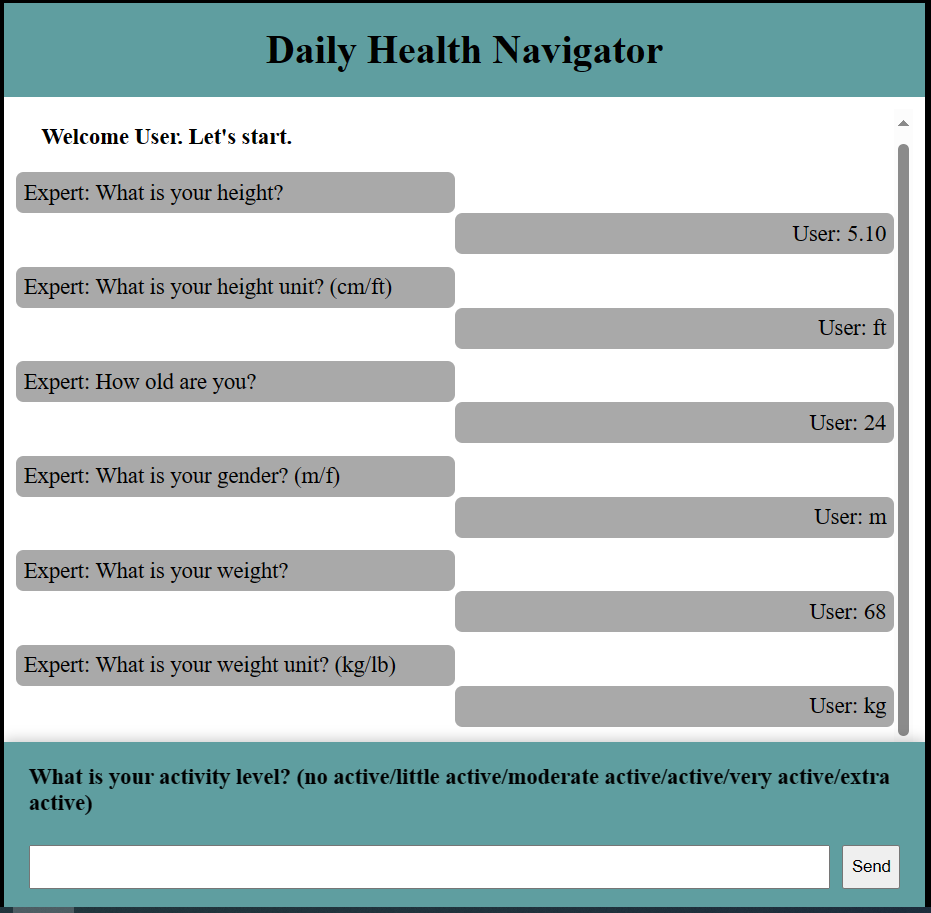 Daily Health Navigator
Welcome User. Let's start.
Expert: What is your height?
User: 5.10
Expert: What is your height unit? (cm/ft)
User: ft
Expert: How old are you?
User: 24
Expert: What is your gender? (m/f)
User: m
Expert: What is your weight?
User: 68
Expert: What is your weight unit? (kg/lb)
User: kg
What is your activity level? (no active/little active/moderate active/active/very active/extra
active)
Send